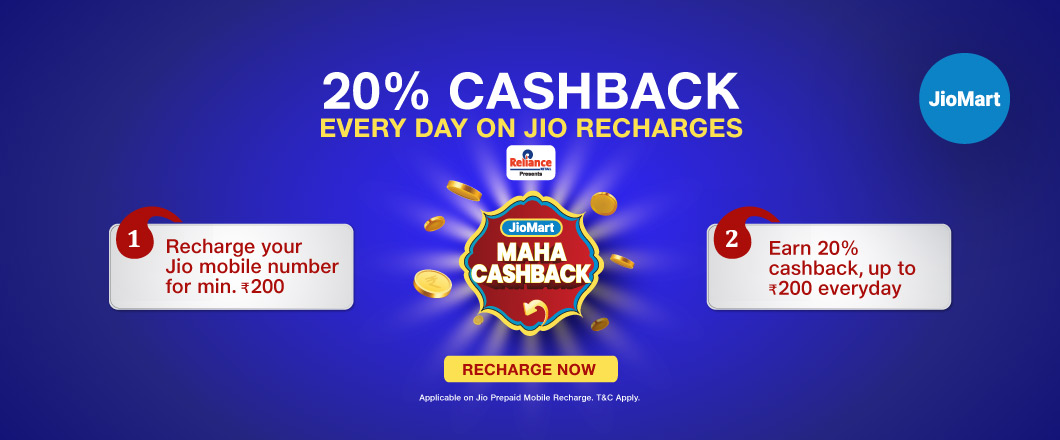 20% CASHBACK
EVERY DAY ON JIO RECHARGES
JioMart
Reliance
RETAIL
Presents
JioMart
MAHA
CASHBACK
1
Recharge your
Jio mobile number
for min. ₹200
2
Earn 20%
cashback, up to
₹200 everyday
RECHARGE NOW
Applicable on Jio Prepaid Mobile Recharge. T&C Apply.